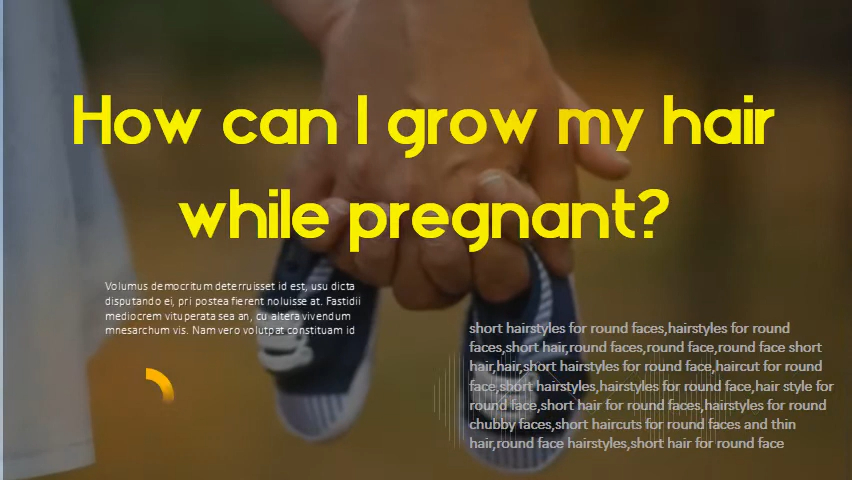 How can I grow my hair
while pregnant?
Volumus democritum deterruisset id est, usu dicta
disputando ei, pri postea fierent noluisse at. Fastidii
mediocrem vituperata sea an, cu altera vivendum
mnesarchum vis. Nam vero volutpat constituam id
short hairstyles for round faces,hairstyles for round
faces,short hair,round faces,round face,round face short
hair,hair,short hairstyles for round face,haircut for round
face,short hairstyles,hairstyles for round face,hair style for
round face,short hair for round faces,hairstyles for round
chubby faces,short haircuts for round faces and thin
hair,round face hairstyles,short hair for round face